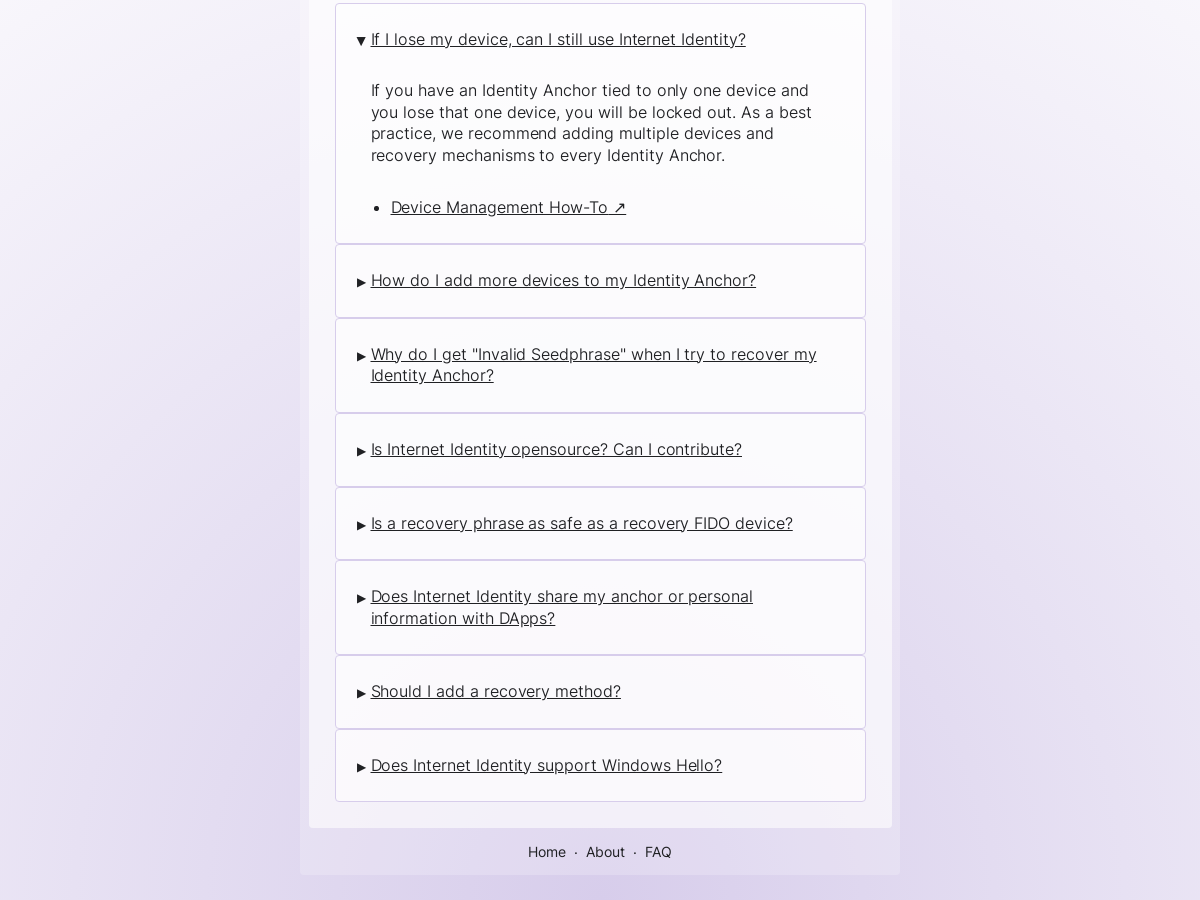 ▼ If I lose my device, can I still use Internet Identity?
If you have an Identity Anchor tied to only one device and
you lose that one device, you will be locked out. As a best
practice, we recommend adding multiple devices and
recovery mechanisms to every Identity Anchor.
• Device Management How-To ↗
▶ How do I add more devices to my Identity Anchor?
▶ Why do I get "Invalid Seedphrase" when I try to recover my
Identity Anchor?
▶ Is Internet Identity opensource? Can I contribute?
▶ Is a recovery phrase as safe as a recovery FIDO device?
▶ Does Internet Identity share my anchor or personal
information with DApps?
▶ Should I add a recovery method?
▶ Does Internet Identity support Windows Hello?
Home · About · FAQ